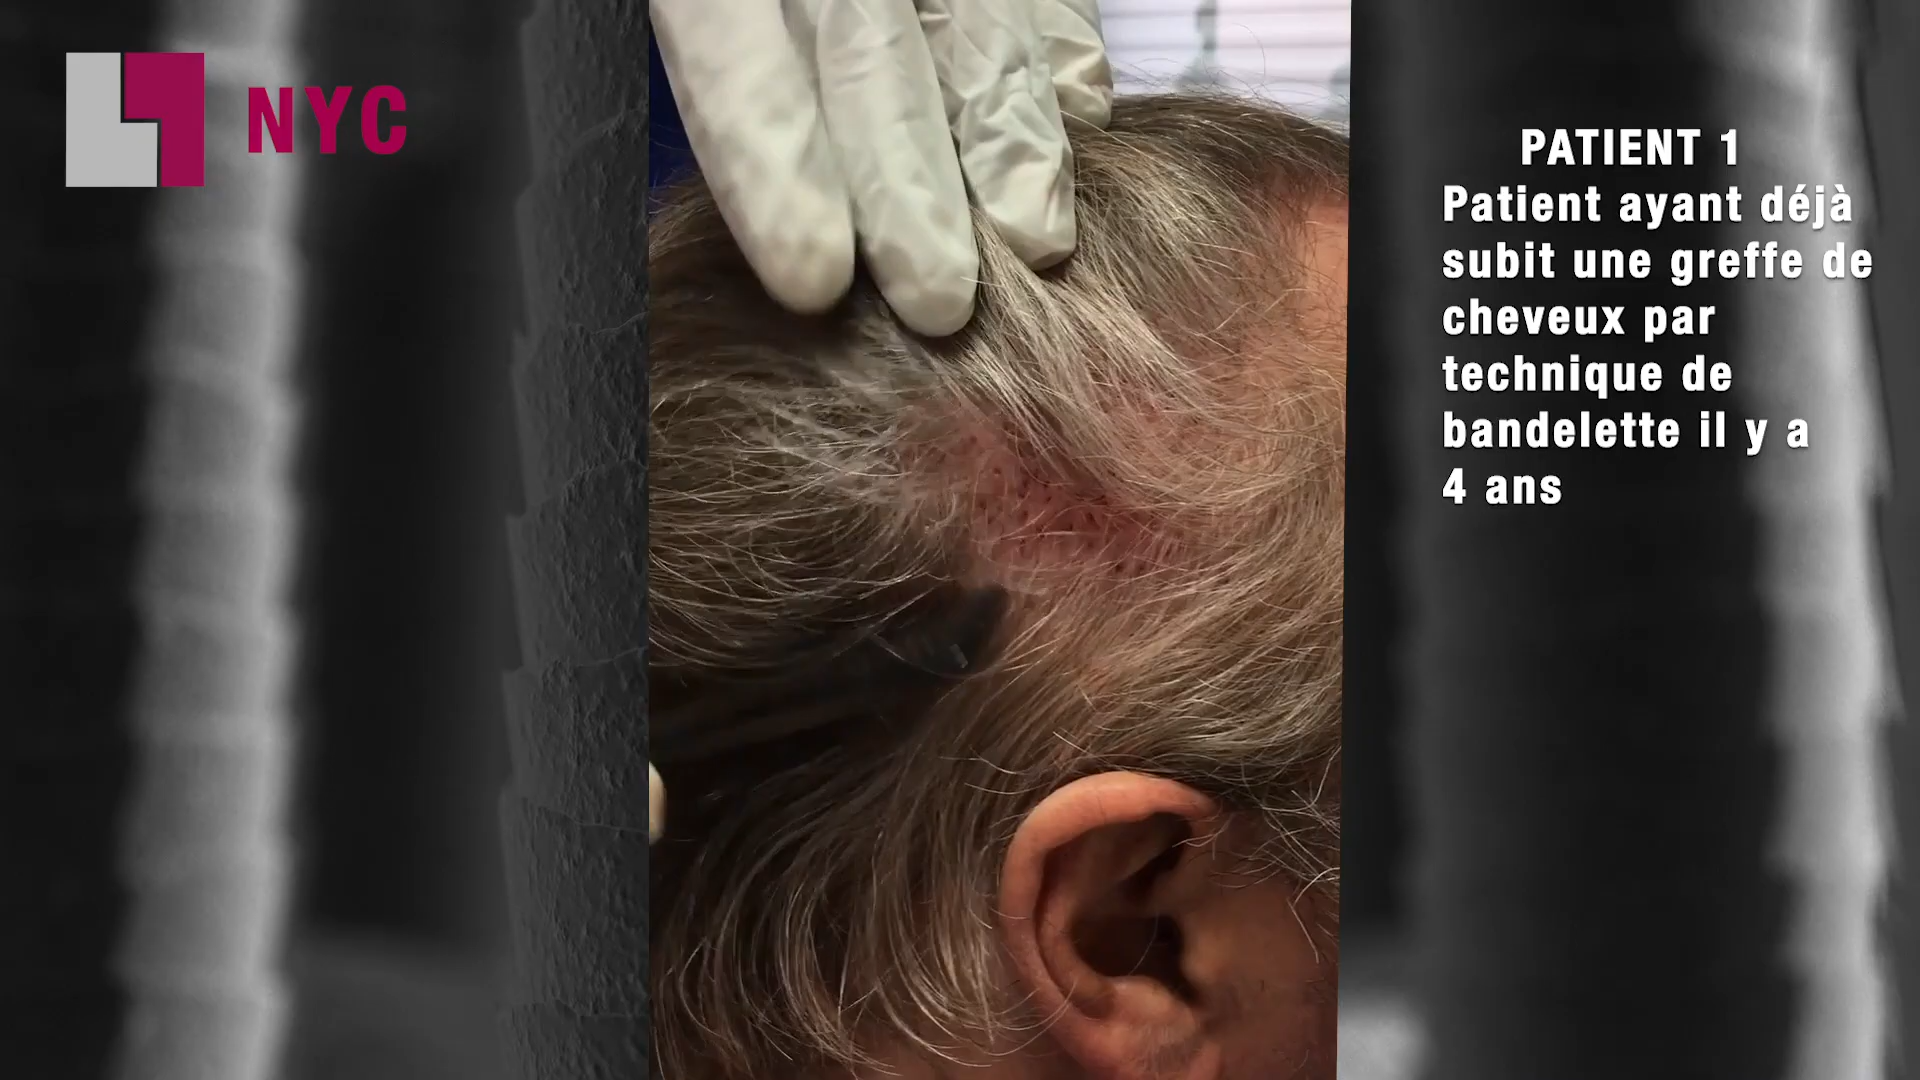 NYC
PATIENT 1
Patient ayant déjà
subit une greffe de
cheveux par
technique de
bandelette il y a
4 ans